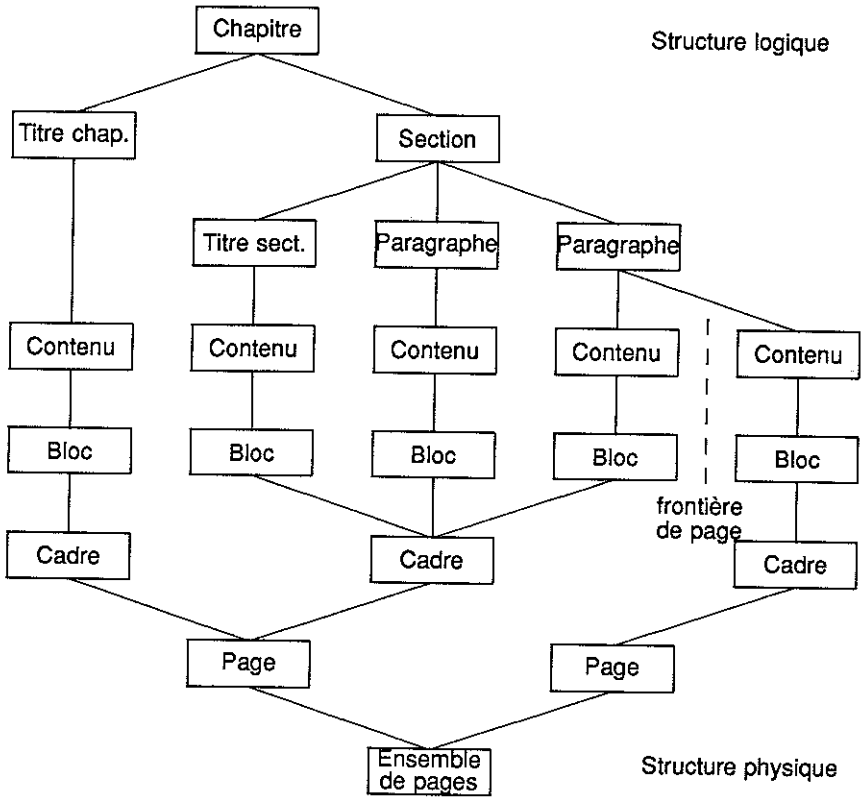 Chapitre
Structure logique
Titre chap.
Section
Titre sect.
Paragraphe
Paragraphe
Contenu
Contenu
Contenu
Contenu
Contenu
Bloc
Bloc
Bloc
Bloc
Bloc
frontière
de page
Cadre
Cadre
Cadre
Page
Page
Ensemble
de pages
Structure physique